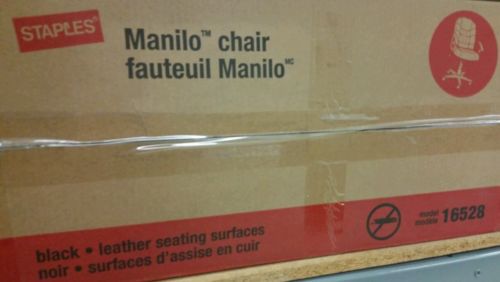 STAPLES
Manilo™ chair
fauteuil Manilo MC
black • leather seating surfaces
noir • surfaces d'assise en cuir
model
modèle 16528